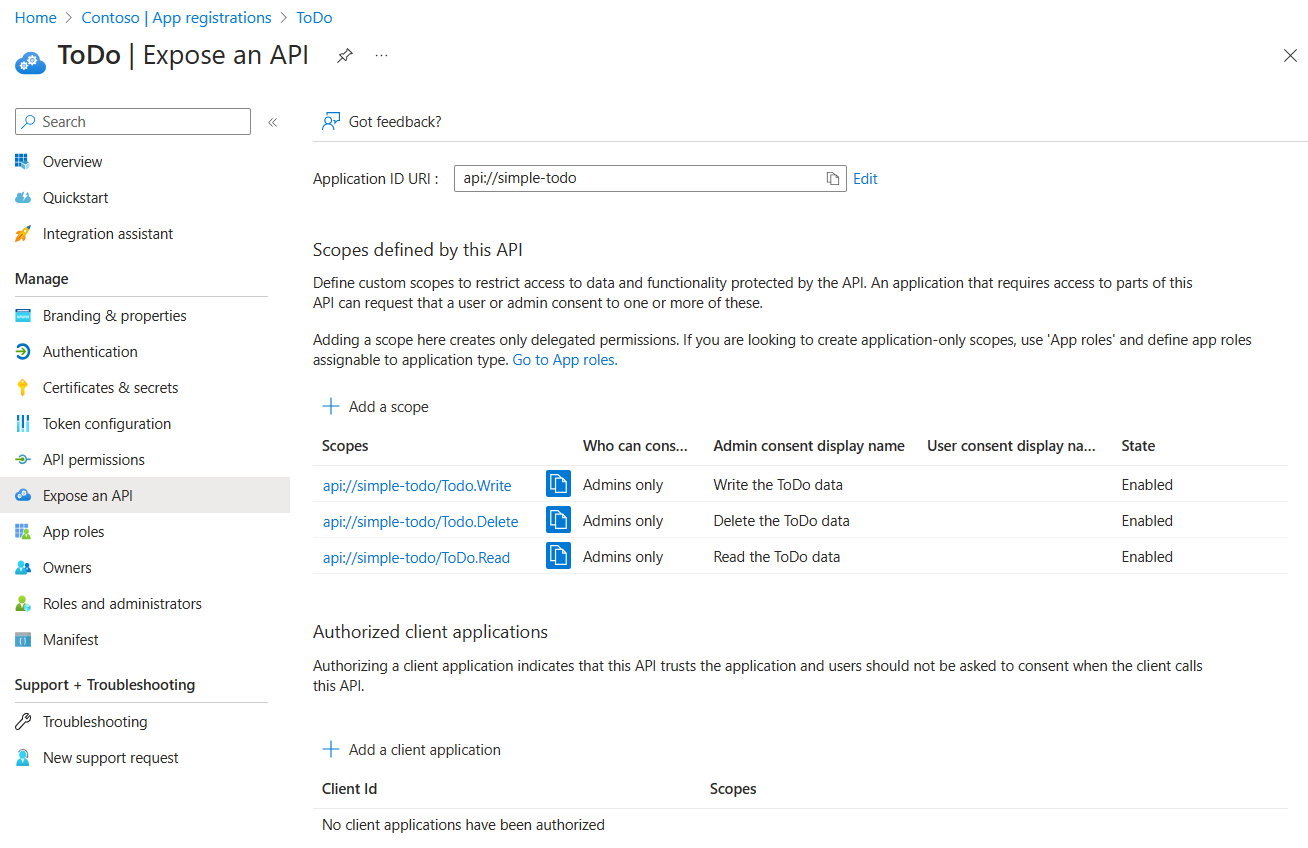 Home > Contoso | App registrations > ToDo
ToDo | Expose an API
Search
Overview
Quickstart
Integration assistant
Manage
Branding & properties
Authentication
Certificates & secrets
Token configuration
API permissions
Expose an API
App roles
Owners
Roles and administrators
Manifest
Support + Troubleshooting
Troubleshooting
New support request
Got feedback?
Application ID URI : api://simple-todo Edit
Scopes defined by this API
Define custom scopes to restrict access to data and functionality protected by the API. An application that requires access to parts of this
API can request that a user or admin consent to one or more of these.
Adding a scope here creates only delegated permissions. If you are looking to create application-only scopes, use 'App roles' and define app roles
assignable to application type. Go to App roles.
Add a scope
Scopes Who can cons... Admin consent display name User consent display na... State
api://simple-todo/Todo.Write Admins only Write the ToDo data Enabled
api://simple-todo/Todo.Delete Admins only Delete the ToDo data Enabled
api://simple-todo/ToDo.Read Admins only Read the ToDo data Enabled
Authorized client applications
Authorizing a client application indicates that this API trusts the application and users should not be asked to consent when the client calls
this API.
Add a client application
Client Id Scopes
No client applications have been authorized